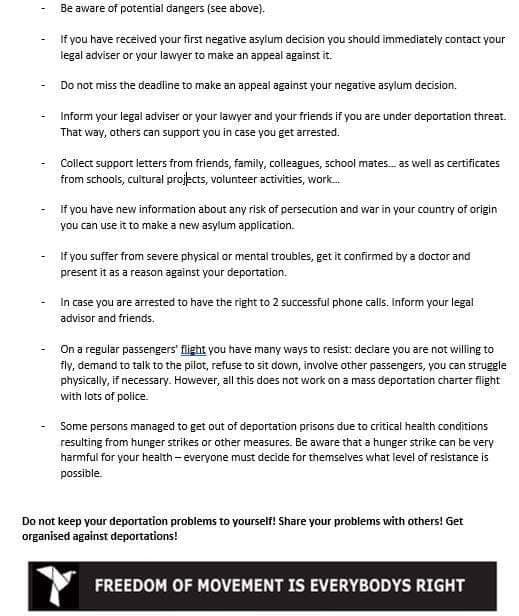 - Be aware of potential dangers (see above).
- If you have received your first negative asylum decision you should immediately contact your
legal adviser or your lawyer to make an appeal against it.
- Do not miss the deadline to make an appeal against your negative asylum decision.
- Inform your legal adviser or your lawyer and your friends if you are under deportation threat.
That way, others can support you in case you get arrested.
- Collect support letters from friends, family, colleagues, school mates... as well as certificates
from schools, cultural projects, volunteer activities, work...
- If you have new information about any risk of persecution and war in your country of origin
you can use it to make a new asylum application.
- If you suffer from severe physical or mental troubles, get it confirmed by a doctor and
present it as a reason against your deportation.
- In case you are arrested to have the right to 2 successful phone calls. Inform your legal
advisor and friends.
- On a regular passengers' flight you have many ways to resist: declare you are not willing to
fly, demand to talk to the pilot, refuse to sit down, involve other passengers, you can struggle
physically, if necessary. However, all this does not work on a mass deportation charter flight
with lots of police.
- Some persons managed to get out of deportation prisons due to critical health conditions
resulting from hunger strikes or other measures. Be aware that a hunger strike can be very
harmful for your health – everyone must decide for themselves what level of resistance is
possible.
Do not keep your deportation problems to yourself! Share your problems with others! Get
organised against deportations!
FREEDOM OF MOVEMENT IS EVERYBODYS RIGHT